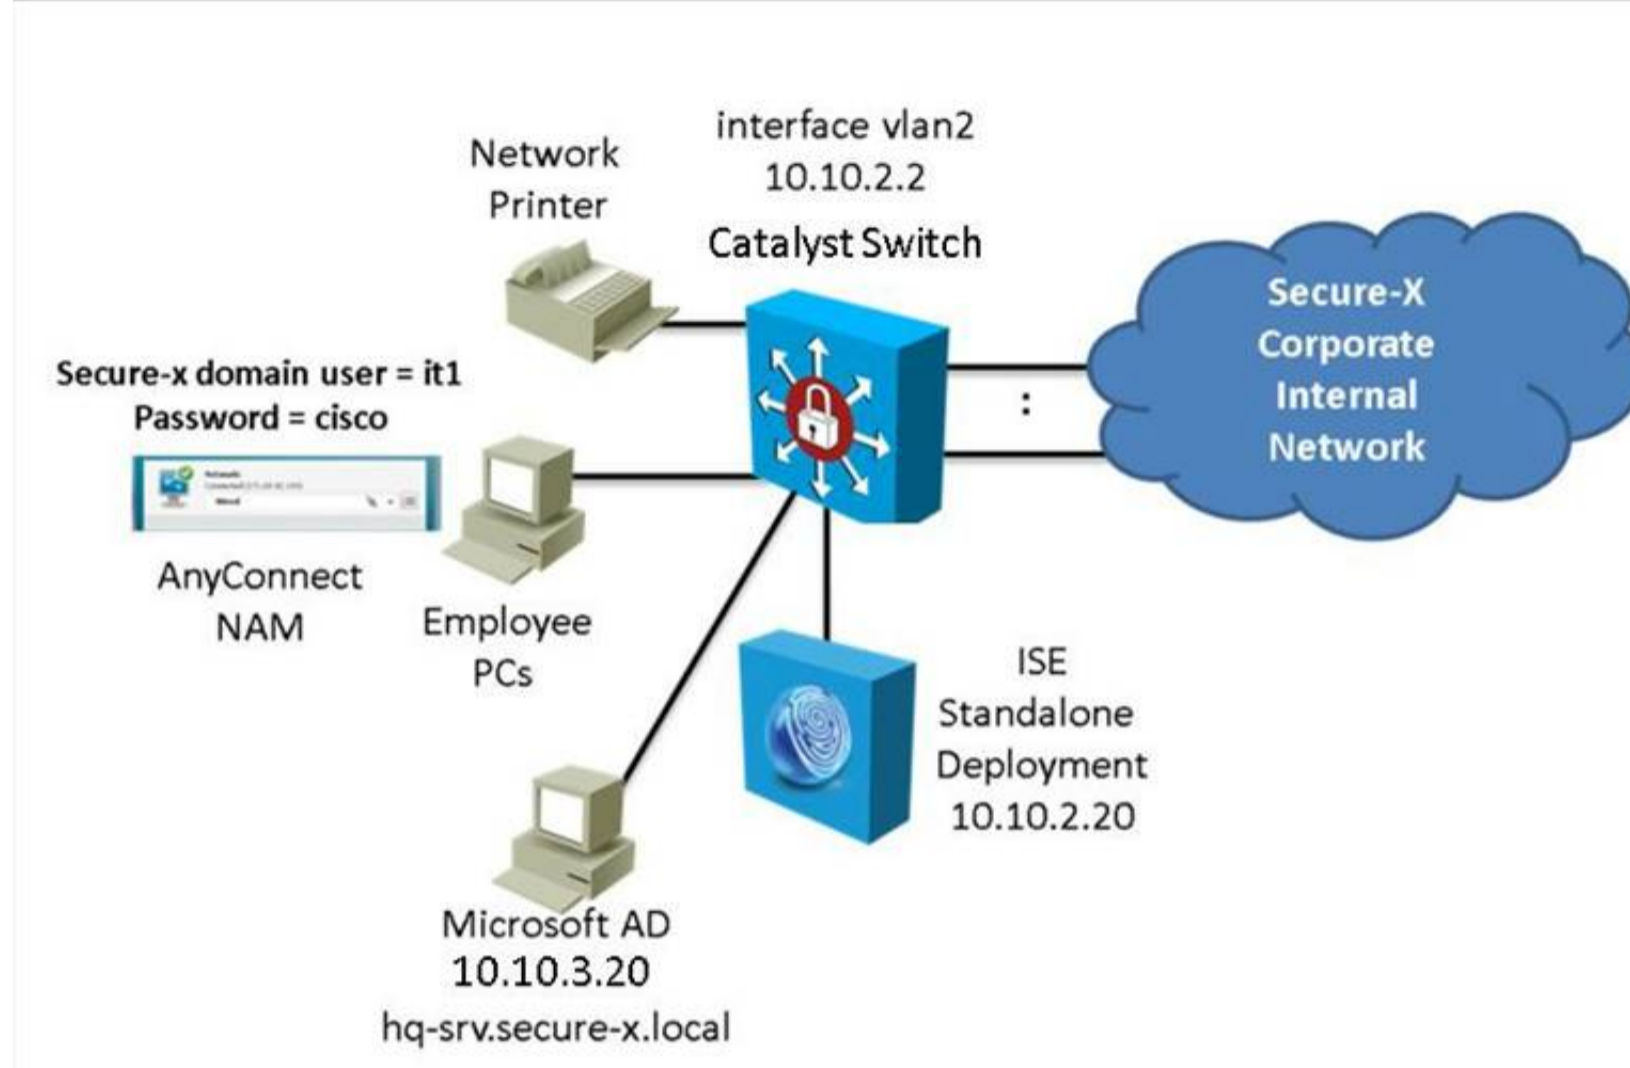 interface vlan2
10.10.2.2
Catalyst Switch
Network
Printer
Secure-X
Corporate
Internal
Network
:
Secure-x domain user = it1
Password = cisco
AnyConnect
NAM
Employee
PCs
ISE
Standalone
Deployment
10.10.2.20
Microsoft AD
10.10.3.20
hq-srv.secure-x.local